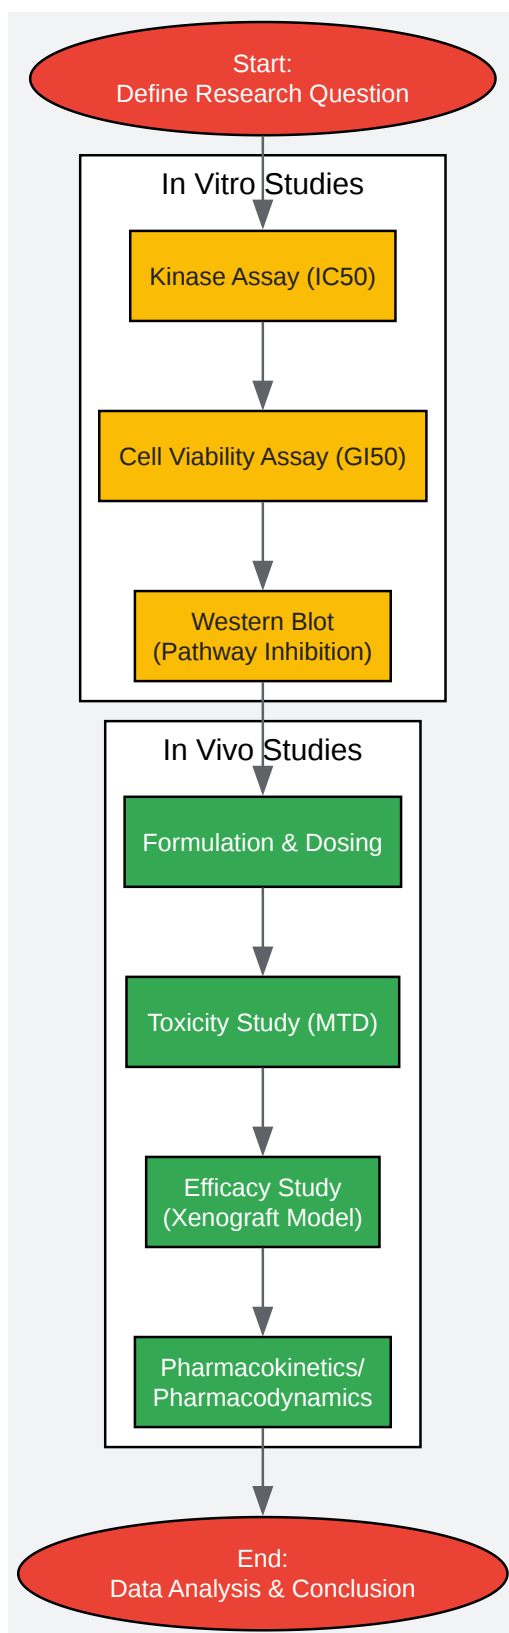 Start:
Define Research Question
In Vitro Studies
Kinase Assay (IC50)
Cell Viability Assay (GI50)
Western Blot
(Pathway Inhibition)
In Vivo Studies
Formulation & Dosing
Toxicity Study (MTD)
Efficacy Study
(Xenograft Model)
Pharmacokinetics/
Pharmacodynamics
End:
Data Analysis & Conclusion